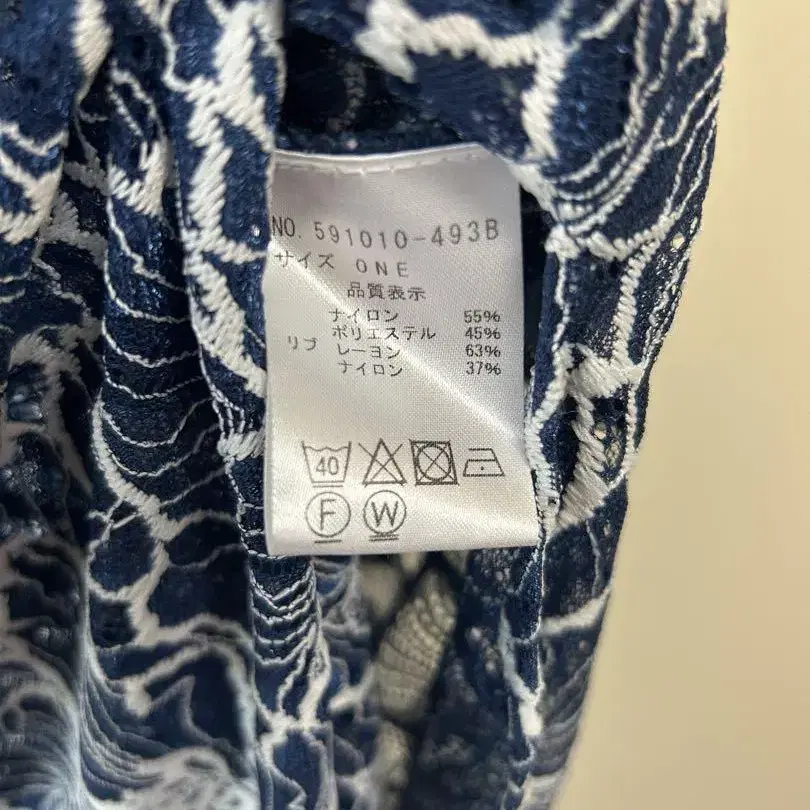 NO. 591010-493B
サイズ ONE
品質表示
ナイロン 55%
ポリエステル 45%
リブ レーヨン 63%
ナイロン 37%
40
F W